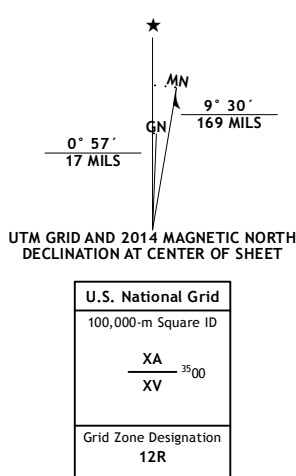 ★
MN
9° 30´
169 MILS
GN
0° 57´
17 MILS
UTM GRID AND 2014 MAGNETIC NORTH
DECLINATION AT CENTER OF SHEET
U.S. National Grid
100,000-m Square ID
XA
³⁵00
XV
Grid Zone Designation
12R